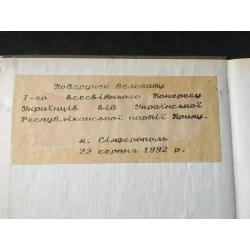 Подарунок делегату
I-го всесвітнього Конгресу
Українців від Української
Республіканської партії Криму.
м. Сімферополь
22 серпня 1992 р.